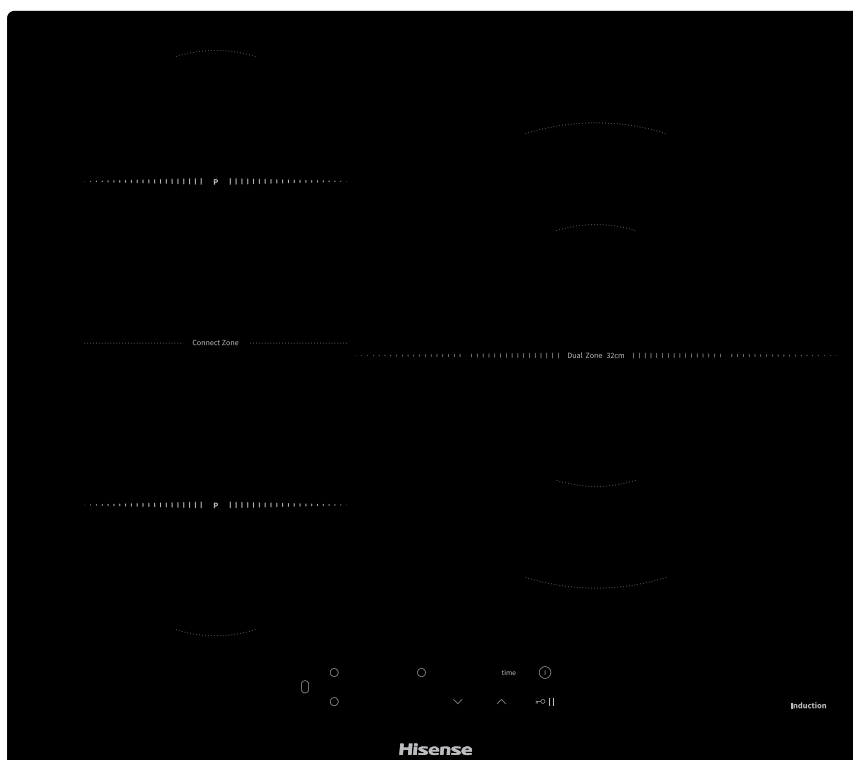 P
Connect Zone
Dual Zone 32cm
P
time
Induction
Hisense